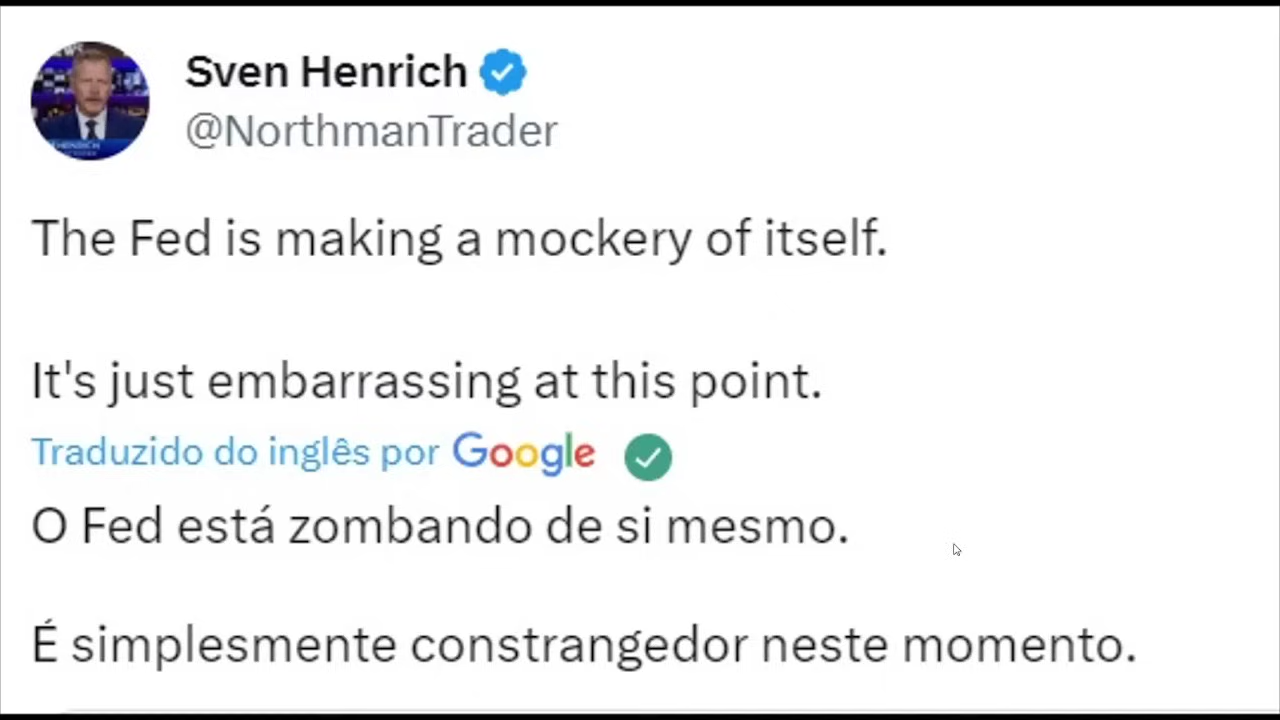 Sven Henrich
@NorthmanTrader
The Fed is making a mockery of itself.
It's just embarrassing at this point.
Traduzido do inglês por Google
O Fed está zombando de si mesmo.
É simplesmente constrangedor neste momento.